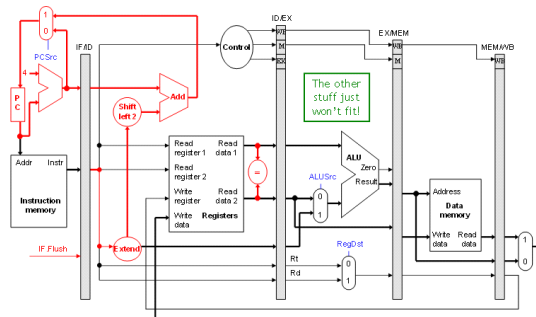 ID/EX
1
0
PCSrc
IF/ID
Control
WB
M
EX
EX/MEM
WB
M
MEM/WB
WB
4
P
C
Add
Shift
left 2
The other
stuff just
won't fit!
Addr
Instr
Instruction
memory
Read
register 1
Read
data 1
Read
register 2
Write
register
Read
data 2
Write
data
Registers
=
ALU
Zero
Result
ALUSrc
0
1
Address
Data
memory
Write
data
Read
data
1
0
Extend
IF Flush
RegDst
Rt
Rd
0
1